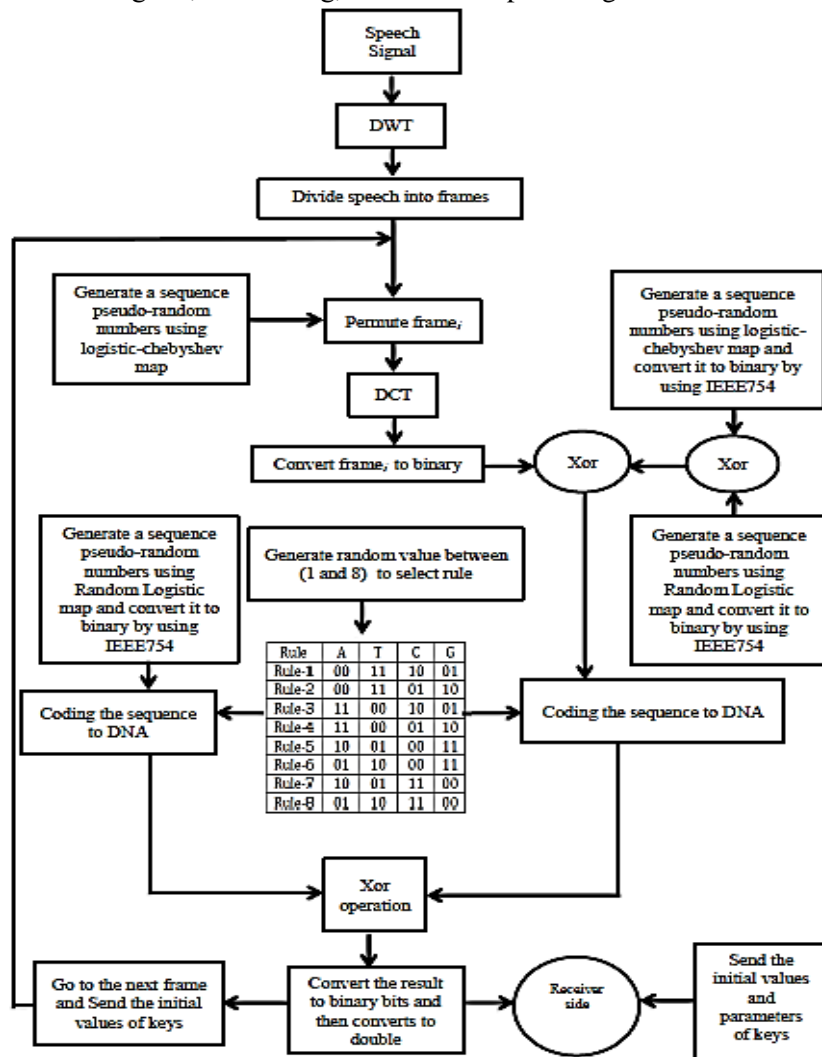 Speech
Signal
DWT
Divide speech into frames
Generate a sequence
pseudo-random
numbers using
logistic-chebyshev
map
Permute frameᵢ
Generate a sequence
pseudo-random
numbers using logistic-
chebyshev map and
convert it to binary by
using IEEE754
DCT
Convert frameᵢ to binary
Xor
Xor
Generate a sequence
pseudo-random
numbers using
Random Logistic
map and convert it to
binary by using
IEEE754
Generate random value between
(1 and 8) to select rule
Generate a sequence
pseudo-random
numbers using
Random Logistic
map and convert it to
binary by using
IEEE754
Rule A T C G
Rule-1 00 11 10 01
Rule-2 00 11 01 10
Rule-3 11 00 10 01
Rule-4 11 00 01 10
Rule-5 10 01 00 11
Rule-6 01 10 00 11
Rule-7 10 01 11 00
Rule-8 01 10 11 00
Coding the sequence
to DNA
Coding the sequence to DNA
Xor
operation
Go to the next frame
and Send the initial
values of keys
Convert the result
to binary bits and
then converts to
double
Receiver
side
Send the
initial values
and
parameters
of keys